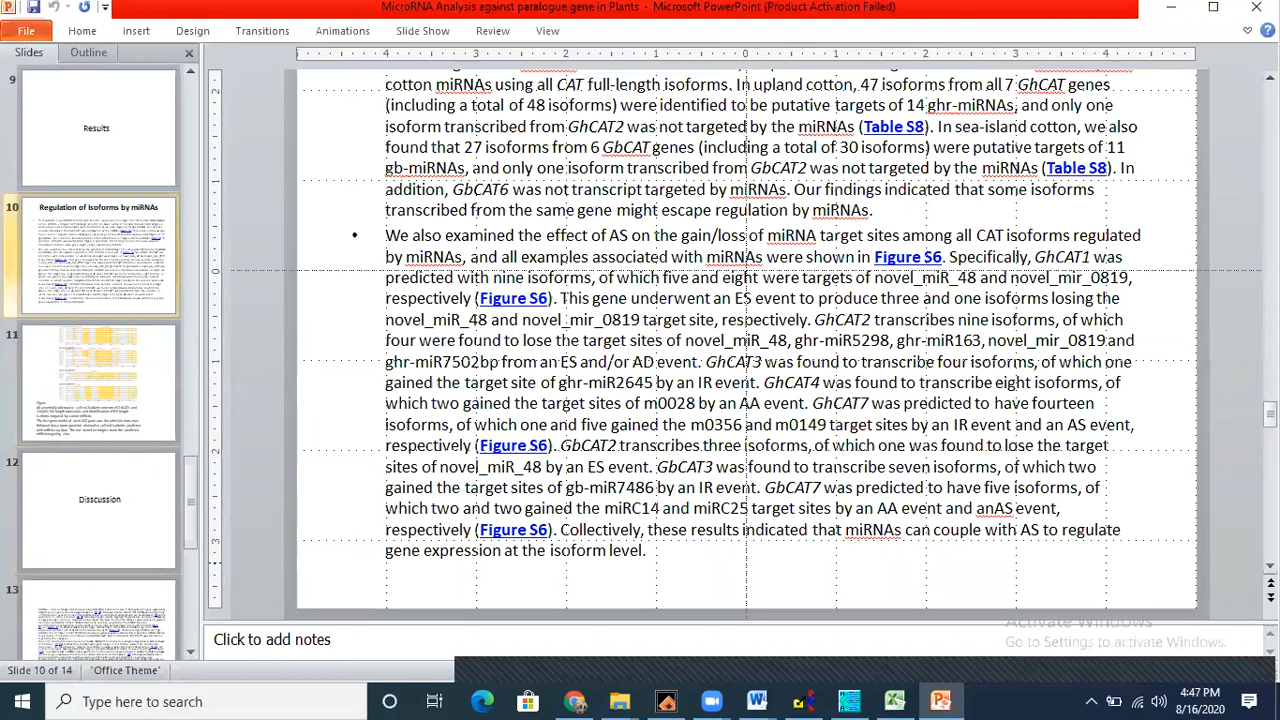 MicroRNA Analysis against paralogue gene in Plants - Microsoft PowerPoint (Product Activation Failed)
File Home Insert Design Transitions Animations Slide Show Review View
Slides Outline
9
Results
10
Regulation of Isoforms by miRNAs
11
12
Disscussion
13
cotton miRNAs using all CAT full-length isoforms. In upland cotton, 47 isoforms from all 7 GhCAT genes
(including a total of 48 isoforms) were identified to be putative targets of 14 ghr-miRNAs, and only one
isoform transcribed from GhCAT2 was not targeted by the miRNAs (Table S8). In sea-island cotton, we also
found that 27 isoforms from 6 GbCAT genes (including a total of 30 isoforms) were putative targets of 11
gb-miRNAs, and only one isoform transcribed from GbCAT2 was not targeted by the miRNAs (Table S8). In
addition, GbCAT6 was not transcript targeted by miRNAs. Our findings indicated that some isoforms
transcribed from the same gene might escape regulation by miRNAs.
• We also examined the effect of AS on the gain/loss of miRNA target sites among all CAT isoforms regulated
by miRNAs, and all examples associated with miRNAs were shown in Figure S6. Specifically, GhCAT1 was
predicted with nine isoforms, of which five and eight were targets of novel_miR_48 and novel_mir_0819,
respectively (Figure S6). This gene underwent an ES event to produce three and one isoforms losing the
novel_miR_48 and novel_mir_0819 target site, respectively. GhCAT2 transcribes nine isoforms, of which
four were found to lose the target sites of novel_miR_48, ghr-miR5298, ghr-miR163, novel_mir_0819and
ghr-miR7502bp from an ES and/or AD event. GhCAT3 was found to transcribe four isoforms, of which one
gained the target site of ghr-miR2645 by an IR event. GhCAT4 was found to transcribe eight isoforms, of
which two gained the target sites of m0028 by an AA event. GhCAT7 was predicted to have fourteen
isoforms, of which one and five gained the m0356 and m0149 target sites by an IR event and an AS event,
respectively (Figure S6). GbCAT2 transcribes three isoforms, of which one was found to lose the target
sites of novel_miR_48 by an ES event. GbCAT3 was found to transcribe seven isoforms, of which two
gained the target sites of gb-miR7486 by an IR event. GbCAT7 was predicted to have five isoforms, of
which two and two gained the miRC14 and miRC25 target sites by an AA event and anAS event,
respectively (Figure S6). Collectively, these results indicated that miRNAs can couple with AS to regulate
gene expression at the isoform level.
Click to add notes
Activate Windows
Go to Settings to activate Windows.
Slide 10 of 14 "Office Theme"
Type here to search
4:47 PM
8/16/2020